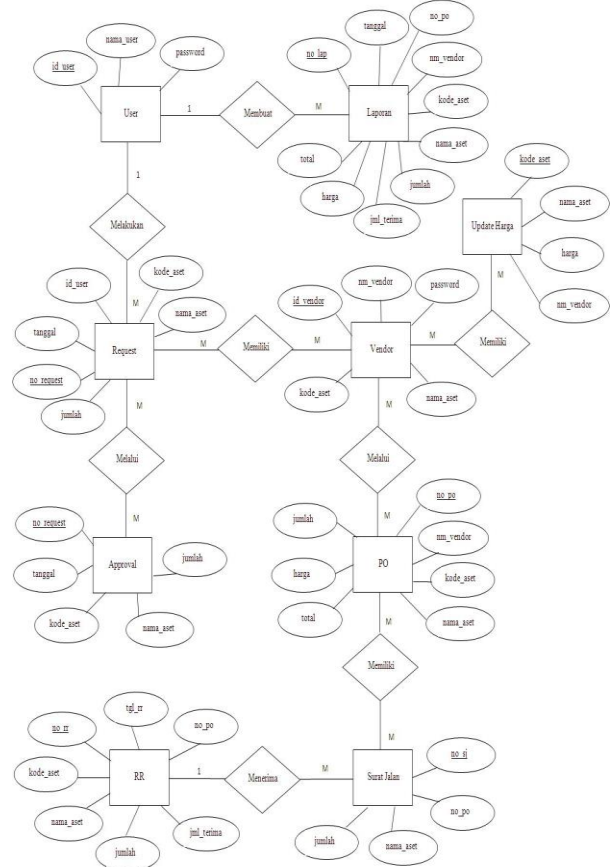 no_po
tanggal
nama_user
no_lap
password
nm_vendor
id_user
kode_aset
User
1
Membuat
M
Laporan
nama_aset
total
kode_aset
1
jumlah
harga
nama_aset
jml_terima
Melakukan
Update Harga
harga
kode_aset
id_user
nm_vendor
M
password
id_vendor
nm_vendor
M
nama_aset
tanggal
Request
M
Memiliki
M
Vendor
M
Memiliki
no_request
kode_aset
nama_aset
jumlah
M
M
Melalui
Melalui
no_po
M
M
jumlah
no_request
nm_vendor
jumlah
Approval
PO
tanggal
harga
kode_aset
total
kode_aset
nama_aset
nama_aset
M
Memiliki
tgl_rr
no_rr
no_po
M
no_sj
kode_aset
RR
1
Menerima
M
Surat Jalan
no_po
nama_aset
jml_terima
jumlah
nama_aset
jumlah